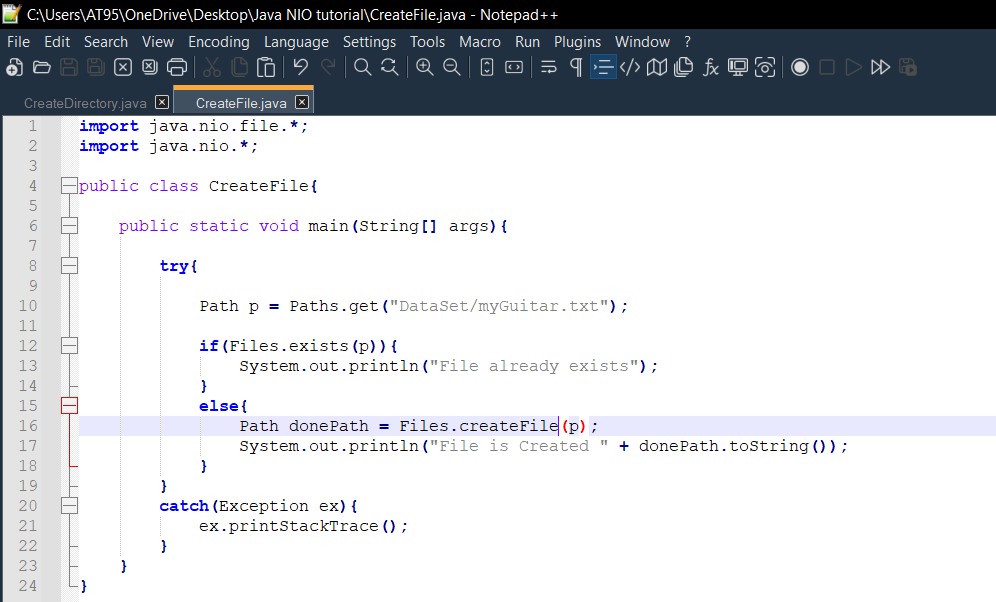 C:\Users\AT95\OneDrive\Desktop\Java NIO tutorial\CreateFile.java - Notepad++
File Edit Search View Encoding Language Settings Tools Macro Run Plugins Window ?
CreateDirectory.java CreateFile.java
1 import java.nio.file.*;
2 import java.nio.*;
3
4 public class CreateFile{
5
6 public static void main(String[] args){
7
8 try{
9
10 Path p = Paths.get("DataSet/myGuitar.txt");
11
12 if(Files.exists(p)){
13 System.out.println("File already exists");
14 }
15 else{
16 Path donePath = Files.createFile(p);
17 System.out.println("File is Created " + donePath.toString());
18 }
19 }
20 catch(Exception ex){
21 ex.printStackTrace();
22 }
23 }
24 }